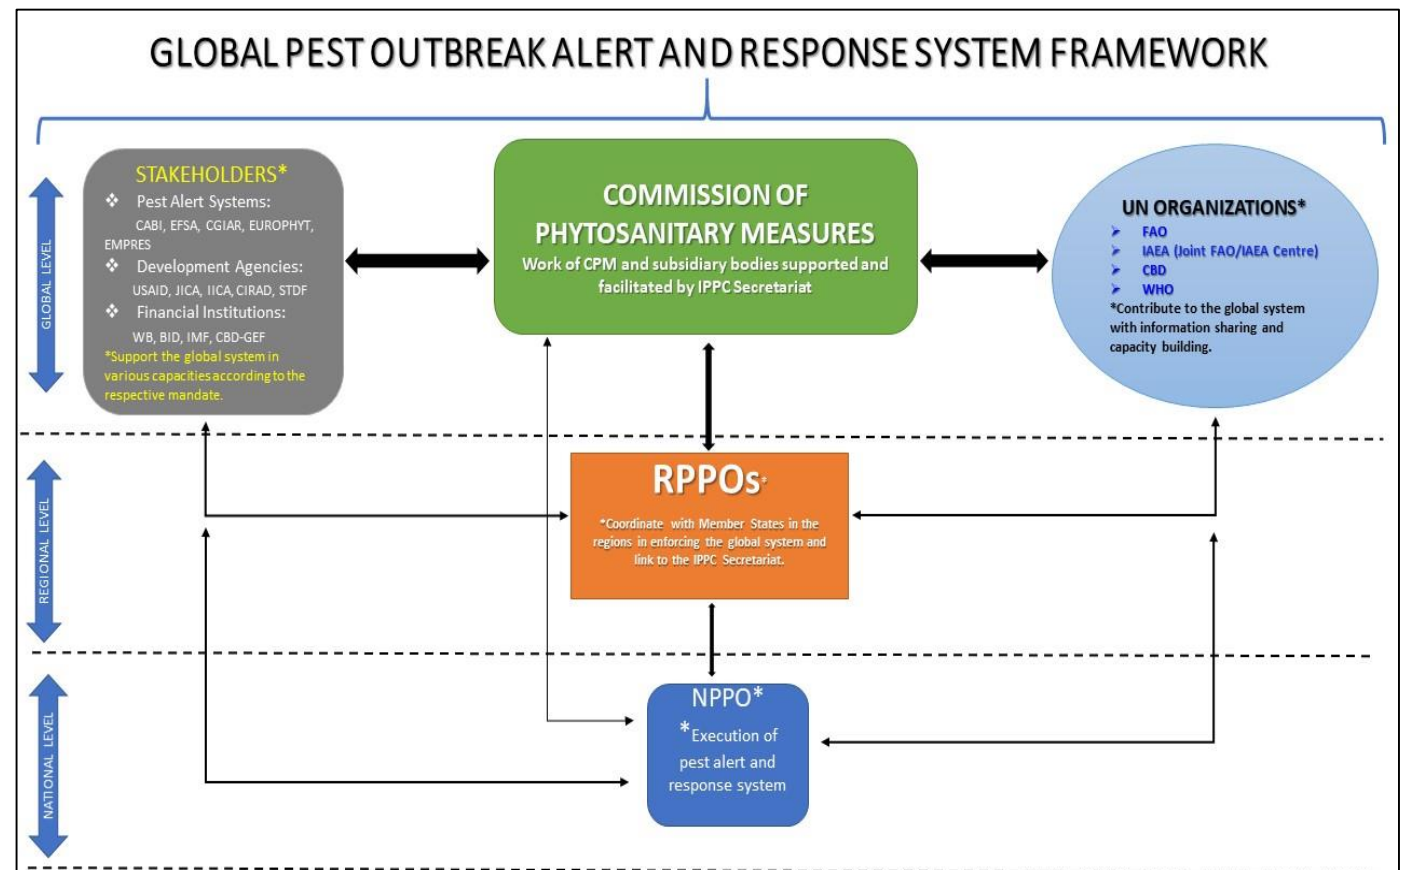 GLOBAL PEST OUTBREAK ALERT AND RESPONSE SYSTEM FRAMEWORK
GLOBAL LEVEL
STAKEHOLDERS*
❖ Pest Alert Systems:
CABI, EFSA, CGIAR, EUROPHYT,
EMPRES
❖ Development Agencies:
USAID, JICA, IICA, CIRAD, STDF
❖ Financial Institutions:
WB, BID, IMF, CBD-GEF
*Support the global system in
various capacities according to the
respective mandate.
COMMISSION OF
PHYTOSANITARY MEASURES
Work of CPM and subsidiary bodies supported and
facilitated by IPPC Secretariat
UN ORGANIZATIONS*
➢ FAO
➢ IAEA (Joint FAO/IAEA Centre)
➢ CBD
➢ WHO
*Contribute to the global system
with information sharing and
capacity building.
REGIONAL LEVEL
RPPOs*
*Coordinate with Member States in the
regions in enforcing the global system and
link to the IPPC Secretariat.
NATIONAL LEVEL
NPPO*
*Execution of
pest alert and
response system